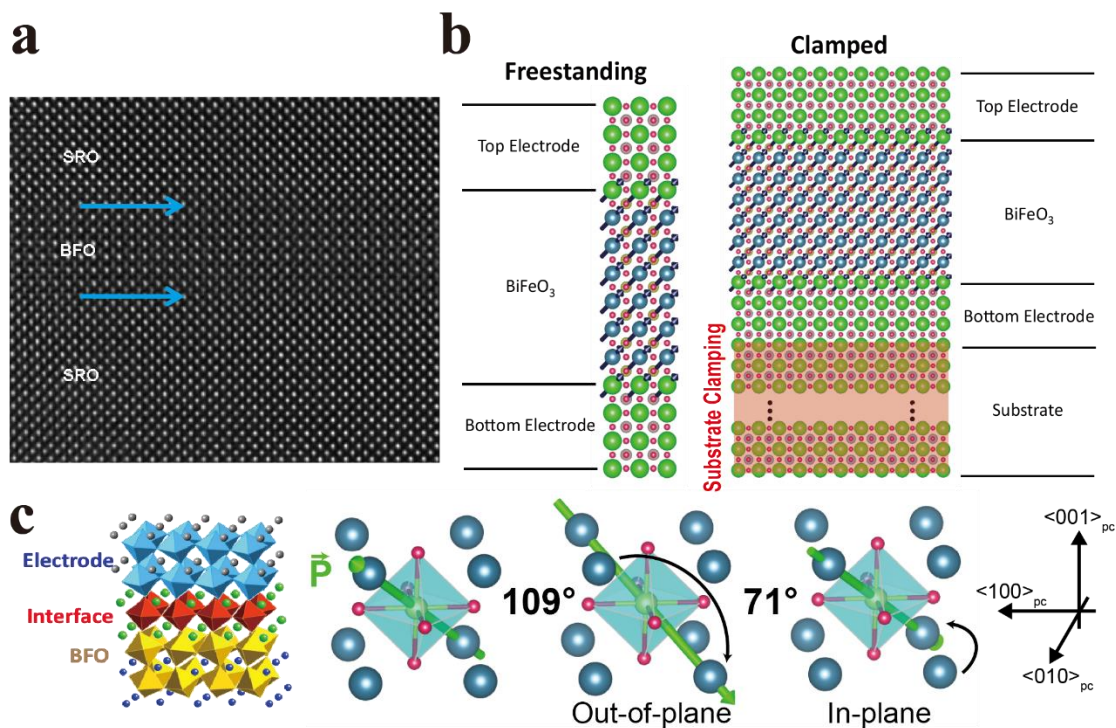 a
SRO
BFO
SRO
b
Freestanding
Top Electrode
BiFeO₃
Bottom Electrode
Clamped
Top Electrode
BiFeO₃
Bottom Electrode
Substrate
Substrate Clamping
c
Electrode
Interface
BFO
P⃗
109°
Out-of-plane
71°
In-plane
<001>pc
<100>pc
<010>pc